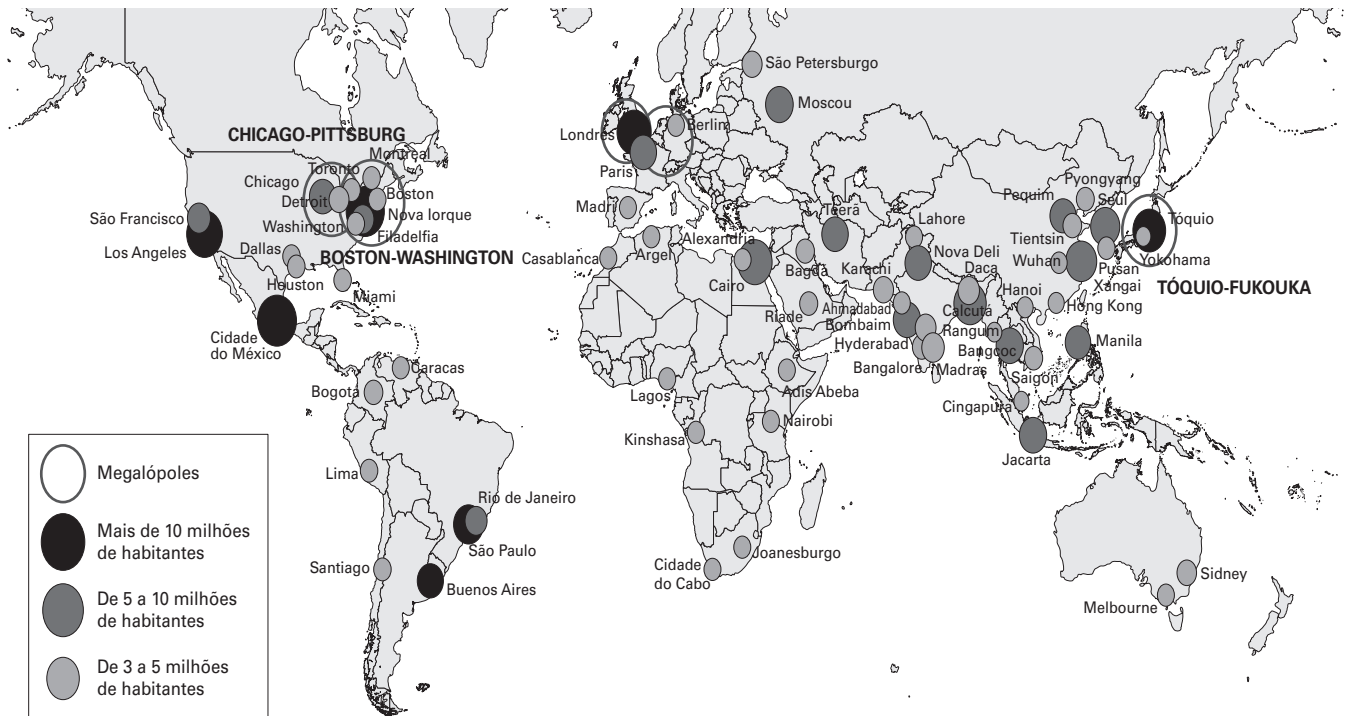 São Petersburgo
Moscou
CHICAGO-PITTSBURG
Londres
Berlim
Montreal
Paris
Toronto
Chicago
Detroit
Boston
Nova Iorque
Washington
Filadelfia
BOSTON-WASHINGTON
São Francisco
Los Angeles
Dallas
Houston
Miami
Cidade
do México
Madri
Casablanca
Argel
Alexandria
Cairo
Teerã
Bagdá
Riade
Lahore
Nova Deli
Karachi
Daca
Ahmadabad
Calcutá
Bombaim
Hyderabad
Bangalore
Madras
Rangum
Bangcoc
Hanói
Saigon
Pequim
Pyongyang
Seul
Tientsin
Wuhan
Pusan
Xangai
Hong Kong
Tóquio
Yokohama
TÓQUIO-FUKOUKA
Manila
Cingapura
Jacarta
Caracas
Bogotá
Lima
Rio de Janeiro
São Paulo
Santiago
Buenos Aires
Lagos
Adis Abeba
Kinshasa
Nairobi
Joanesburgo
Cidade
do Cabo
Sidney
Melbourne
Megalópoles
Mais de 10 milhões
de habitantes
De 5 a 10 milhões
de habitantes
De 3 a 5 milhões
de habitantes